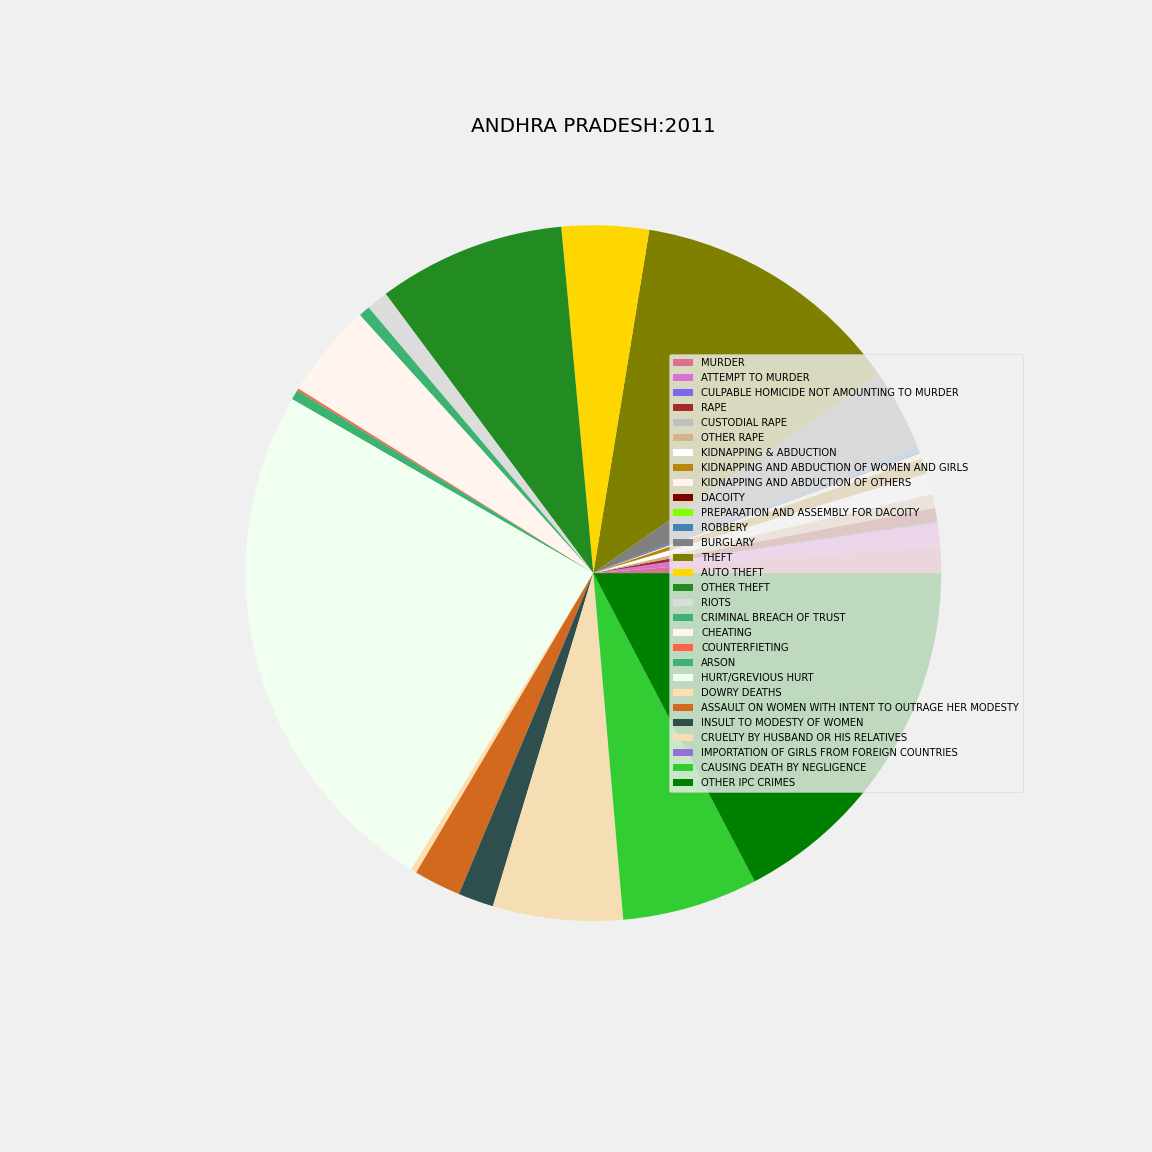 ANDHRA PRADESH:2011
MURDER
ATTEMPT TO MURDER
CULPABLE HOMICIDE NOT AMOUNTING TO MURDER
RAPE
CUSTODIAL RAPE
OTHER RAPE
KIDNAPPING & ABDUCTION
KIDNAPPING AND ABDUCTION OF WOMEN AND GIRLS
KIDNAPPING AND ABDUCTION OF OTHERS
DACOITY
PREPARATION AND ASSEMBLY FOR DACOITY
ROBBERY
BURGLARY
THEFT
AUTO THEFT
OTHER THEFT
RIOTS
CRIMINAL BREACH OF TRUST
CHEATING
COUNTERFIETING
ARSON
HURT/GREVIOUS HURT
DOWRY DEATHS
ASSAULT ON WOMEN WITH INTENT TO OUTRAGE HER MODESTY
INSULT TO MODESTY OF WOMEN
CRUELTY BY HUSBAND OR HIS RELATIVES
IMPORTATION OF GIRLS FROM FOREIGN COUNTRIES
CAUSING DEATH BY NEGLIGENCE
OTHER IPC CRIMES